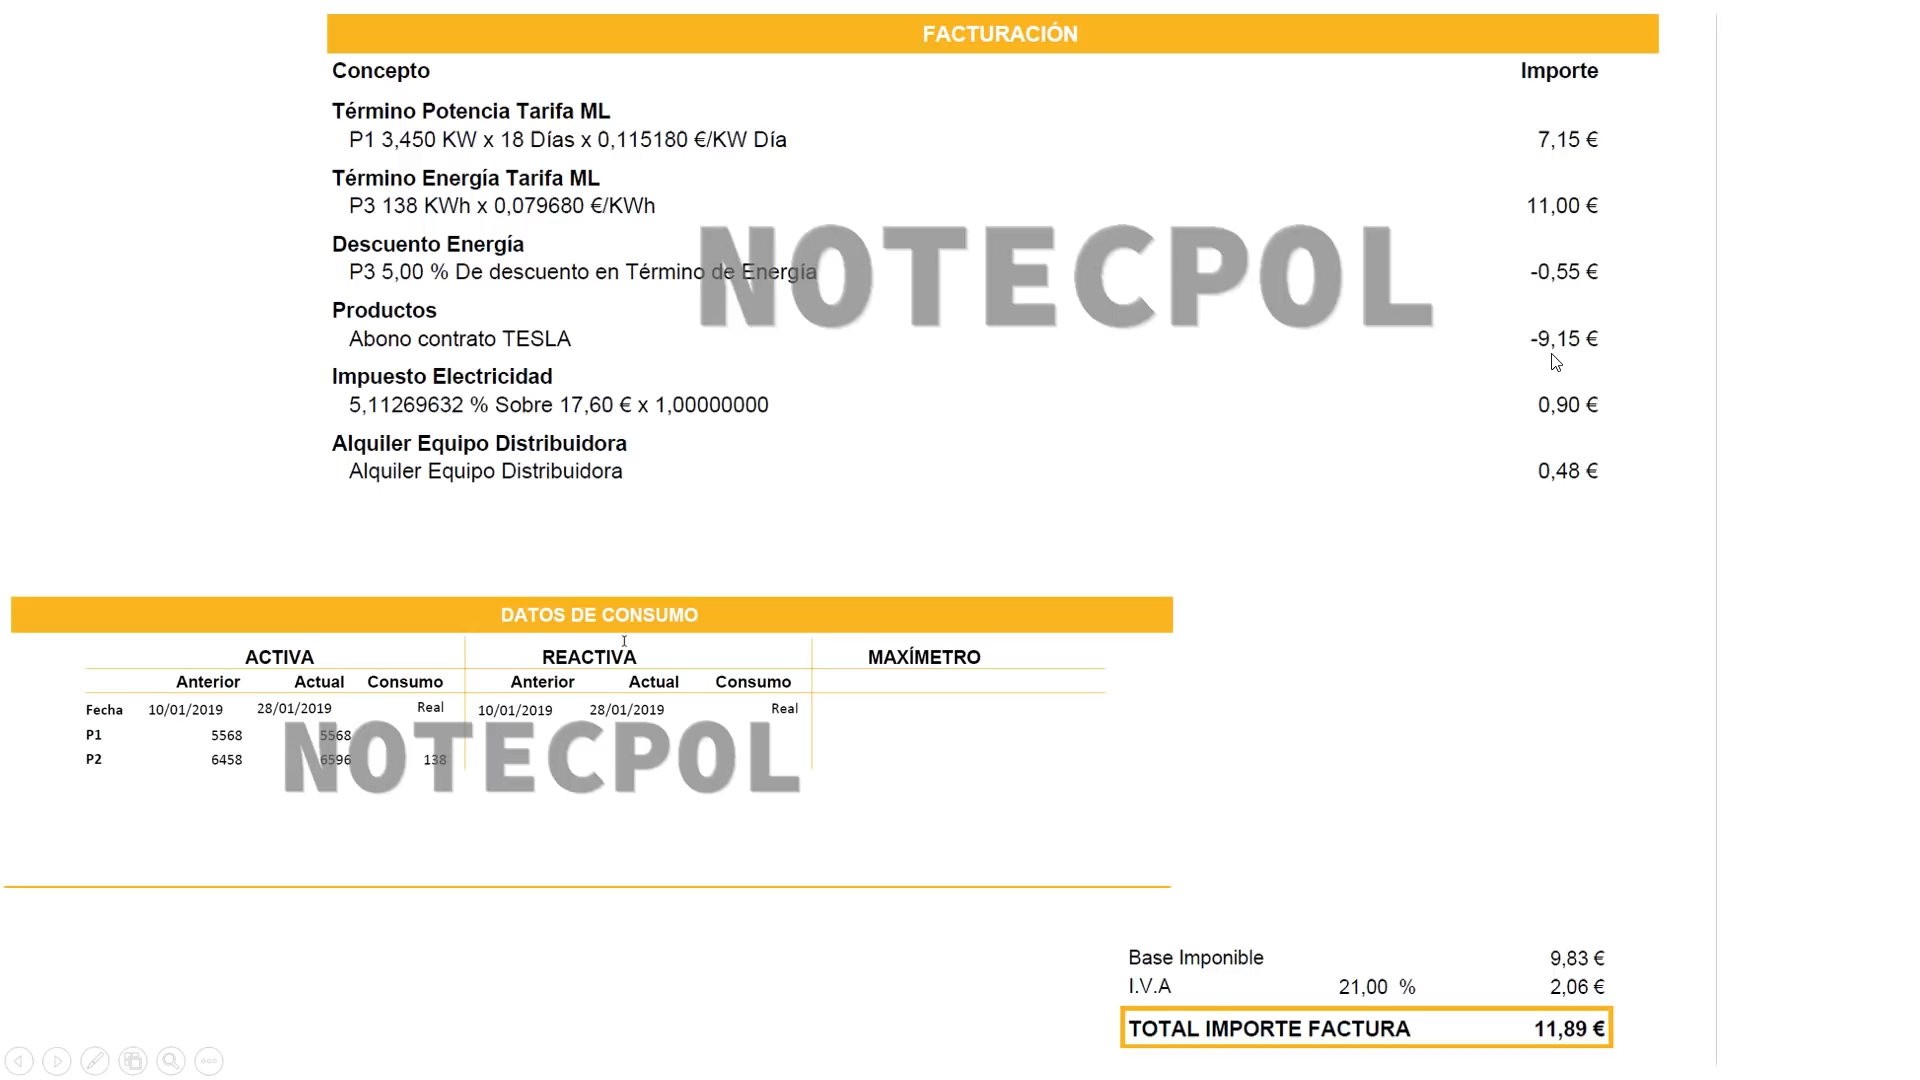 FACTURACIÓN
Concepto Importe
Término Potencia Tarifa ML
P1 3,450 KW x 18 Días x 0,115180 €/KW Día 7,15 €
Término Energía Tarifa ML
P3 138 KWh x 0,079680 €/KWh 11,00 €
Descuento Energía
P3 5,00 % De descuento en Término de Energía -0,55 €
NOTECPOL
Productos
Abono contrato TESLA -9,15 €
Impuesto Electricidad
5,11269632 % Sobre 17,60 € x 1,00000000 0,90 €
Alquiler Equipo Distribuidora
Alquiler Equipo Distribuidora 0,48 €
DATOS DE CONSUMO
ACTIVA REACTIVA MAXÍMETRO
Anterior Actual Consumo Anterior Actual Consumo
Fecha 10/01/2019 28/01/2019 Real 10/01/2019 28/01/2019 Real
P1 5568 5568
P2 6458 6596 138
NOTECPOL
Base Imponible 9,83 €
I.V.A 21,00 % 2,06 €
TOTAL IMPORTE FACTURA 11,89 €